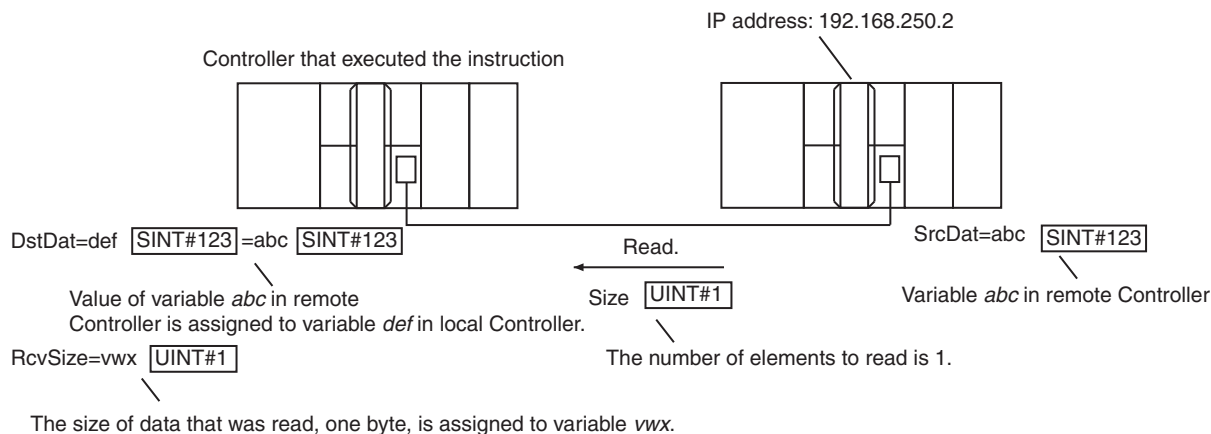 IP address: 192.168.250.2
Controller that executed the instruction
DstDat=def SINT#123 =abc SINT#123
Read.
SrcDat=abc SINT#123
Value of variable abc in remote
Controller is assigned to variable def in local Controller.
Size UINT#1
Variable abc in remote Controller
RcvSize=vwx UINT#1
The number of elements to read is 1.
The size of data that was read, one byte, is assigned to variable vwx.